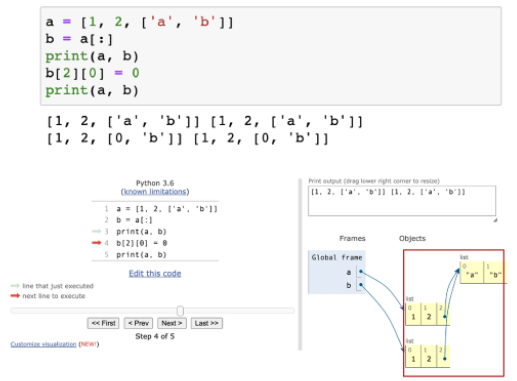 a = [1, 2, ['a', 'b']]
b = a[:]
print(a, b)
b[2][0] = 0
print(a, b)
[1, 2, ['a', 'b']] [1, 2, ['a', 'b']]
[1, 2, [0, 'b']] [1, 2, [0, 'b']]
Python 3.6
(known limitations)
1 a = [1, 2, ['a', 'b']]
2 b = a[:]
3 print(a, b)
4 b[2][0] = 0
5 print(a, b)
Edit this code
line that just executed
next line to execute
<< First < Prev Next > Last >>
Step 4 of 5
Customize visualization (NEW!)
Print output (drag lower right corner to resize)
[1, 2, ['a', 'b']] [1, 2, ['a', 'b']]
Frames Objects
Global frame
a
b
list
0 1
"a" "b"
list
0 1 2
1 2
list
0 1 2
1 2